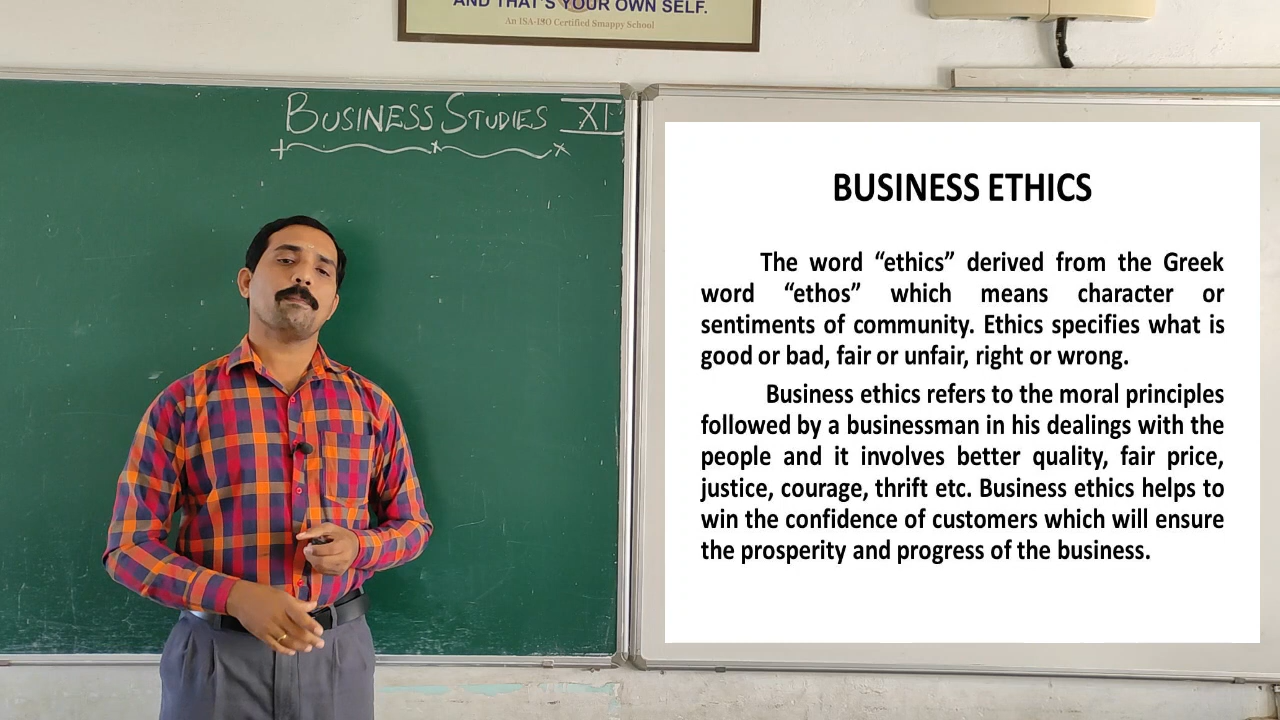 AND THAT'S YOUR OWN SELF.
An ISA-ISO Certified Smappy School
BUSINESS STUDIES XI
BUSINESS ETHICS
The word “ethics” derived from the Greek
word “ethos” which means character or
sentiments of community. Ethics specifies what is
good or bad, fair or unfair, right or wrong.
Business ethics refers to the moral principles
followed by a businessman in his dealings with the
people and it involves better quality, fair price,
justice, courage, thrift etc. Business ethics helps to
win the confidence of customers which will ensure
the prosperity and progress of the business.